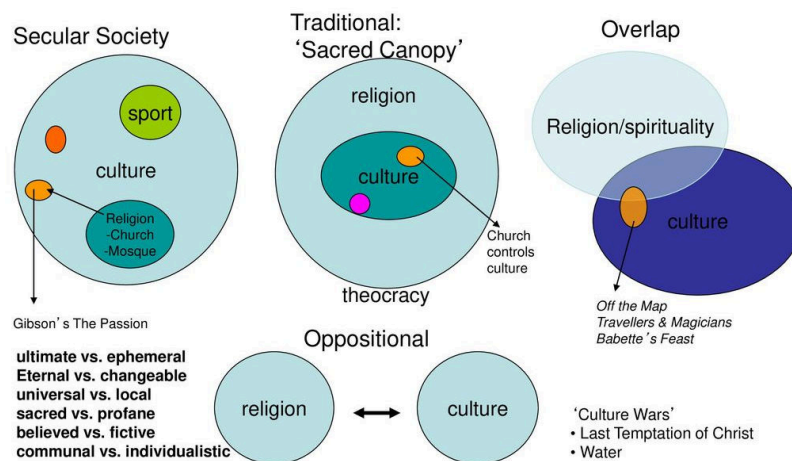 Secular Society
sport
culture
Religion
-Church
-Mosque
Gibson's The Passion
Traditional:
'Sacred Canopy'
religion
culture
Church
controls
culture
theocracy
Overlap
Religion/spirituality
culture
Off the Map
Travellers & Magicians
Babette's Feast
ultimate vs. ephemeral
Eternal vs. changeable
universal vs. local
sacred vs. profane
believed vs. fictive
communal vs. individualistic
Oppositional
religion
culture
'Culture Wars'
• Last Temptation of Christ
• Water